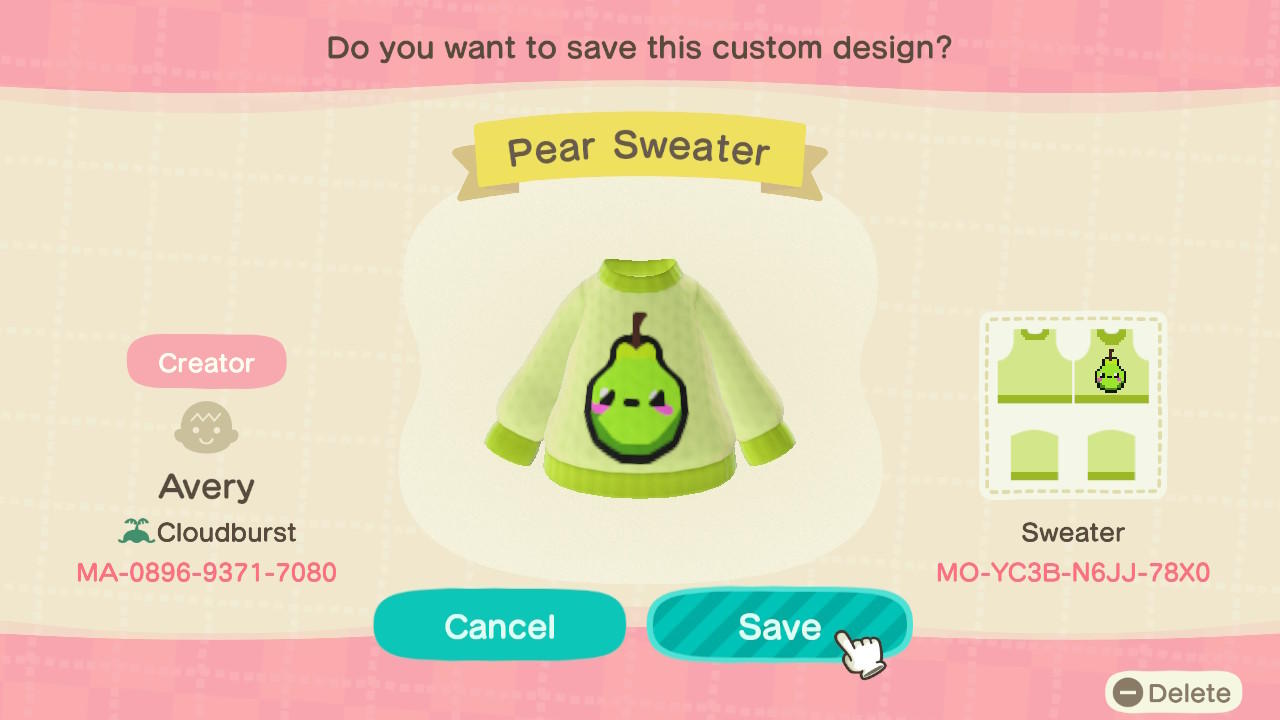 Do you want to save this custom design?
Pear Sweater
Creator
Avery
Cloudburst
MA-0896-9371-7080
Sweater
MO-YC3B-N6JJ-78X0
Cancel
Save
Delete